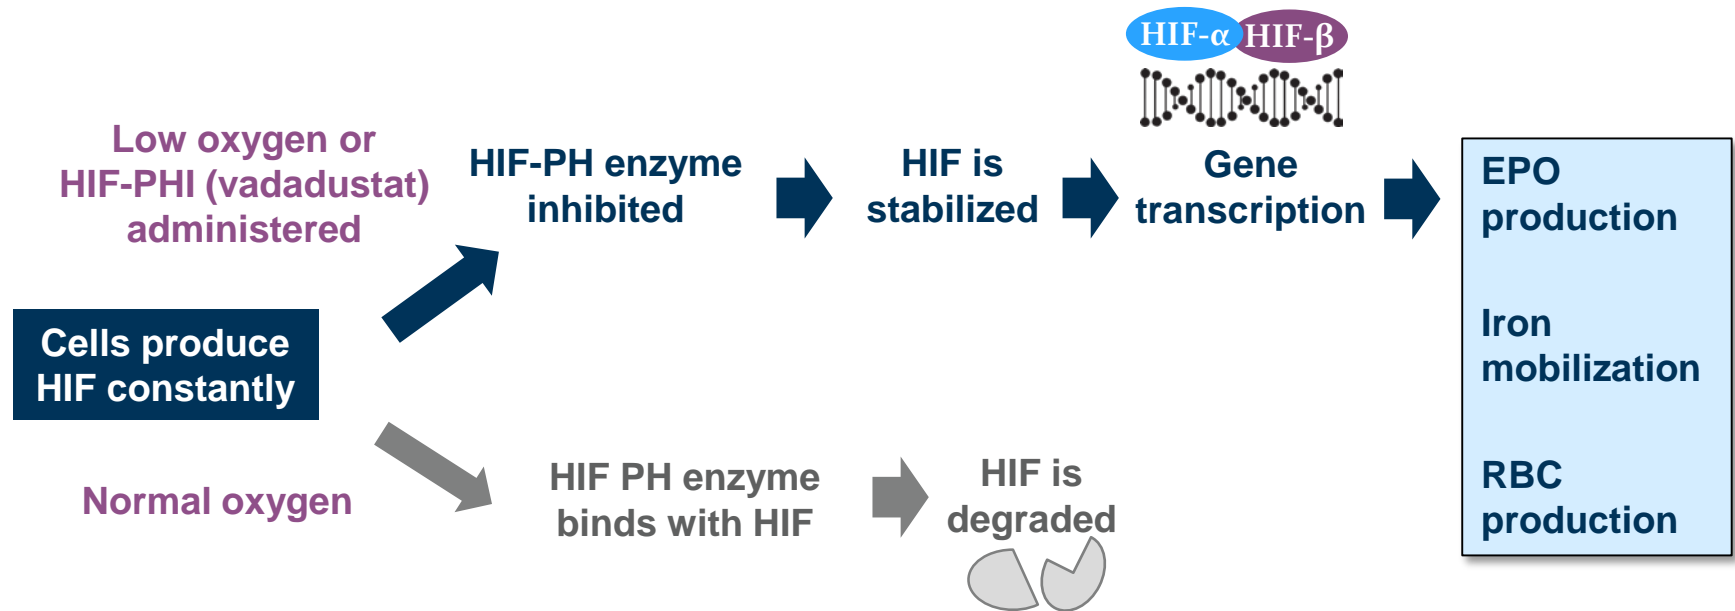 HIF-α HIF-β
Low oxygen or
HIF-PHI (vadadustat)
administered
HIF-PH enzyme
inhibited
HIF is
stabilized
Gene
transcription
EPO
production
Iron
mobilization
RBC
production
Cells produce
HIF constantly
Normal oxygen
HIF PH enzyme
binds with HIF
HIF is
degraded